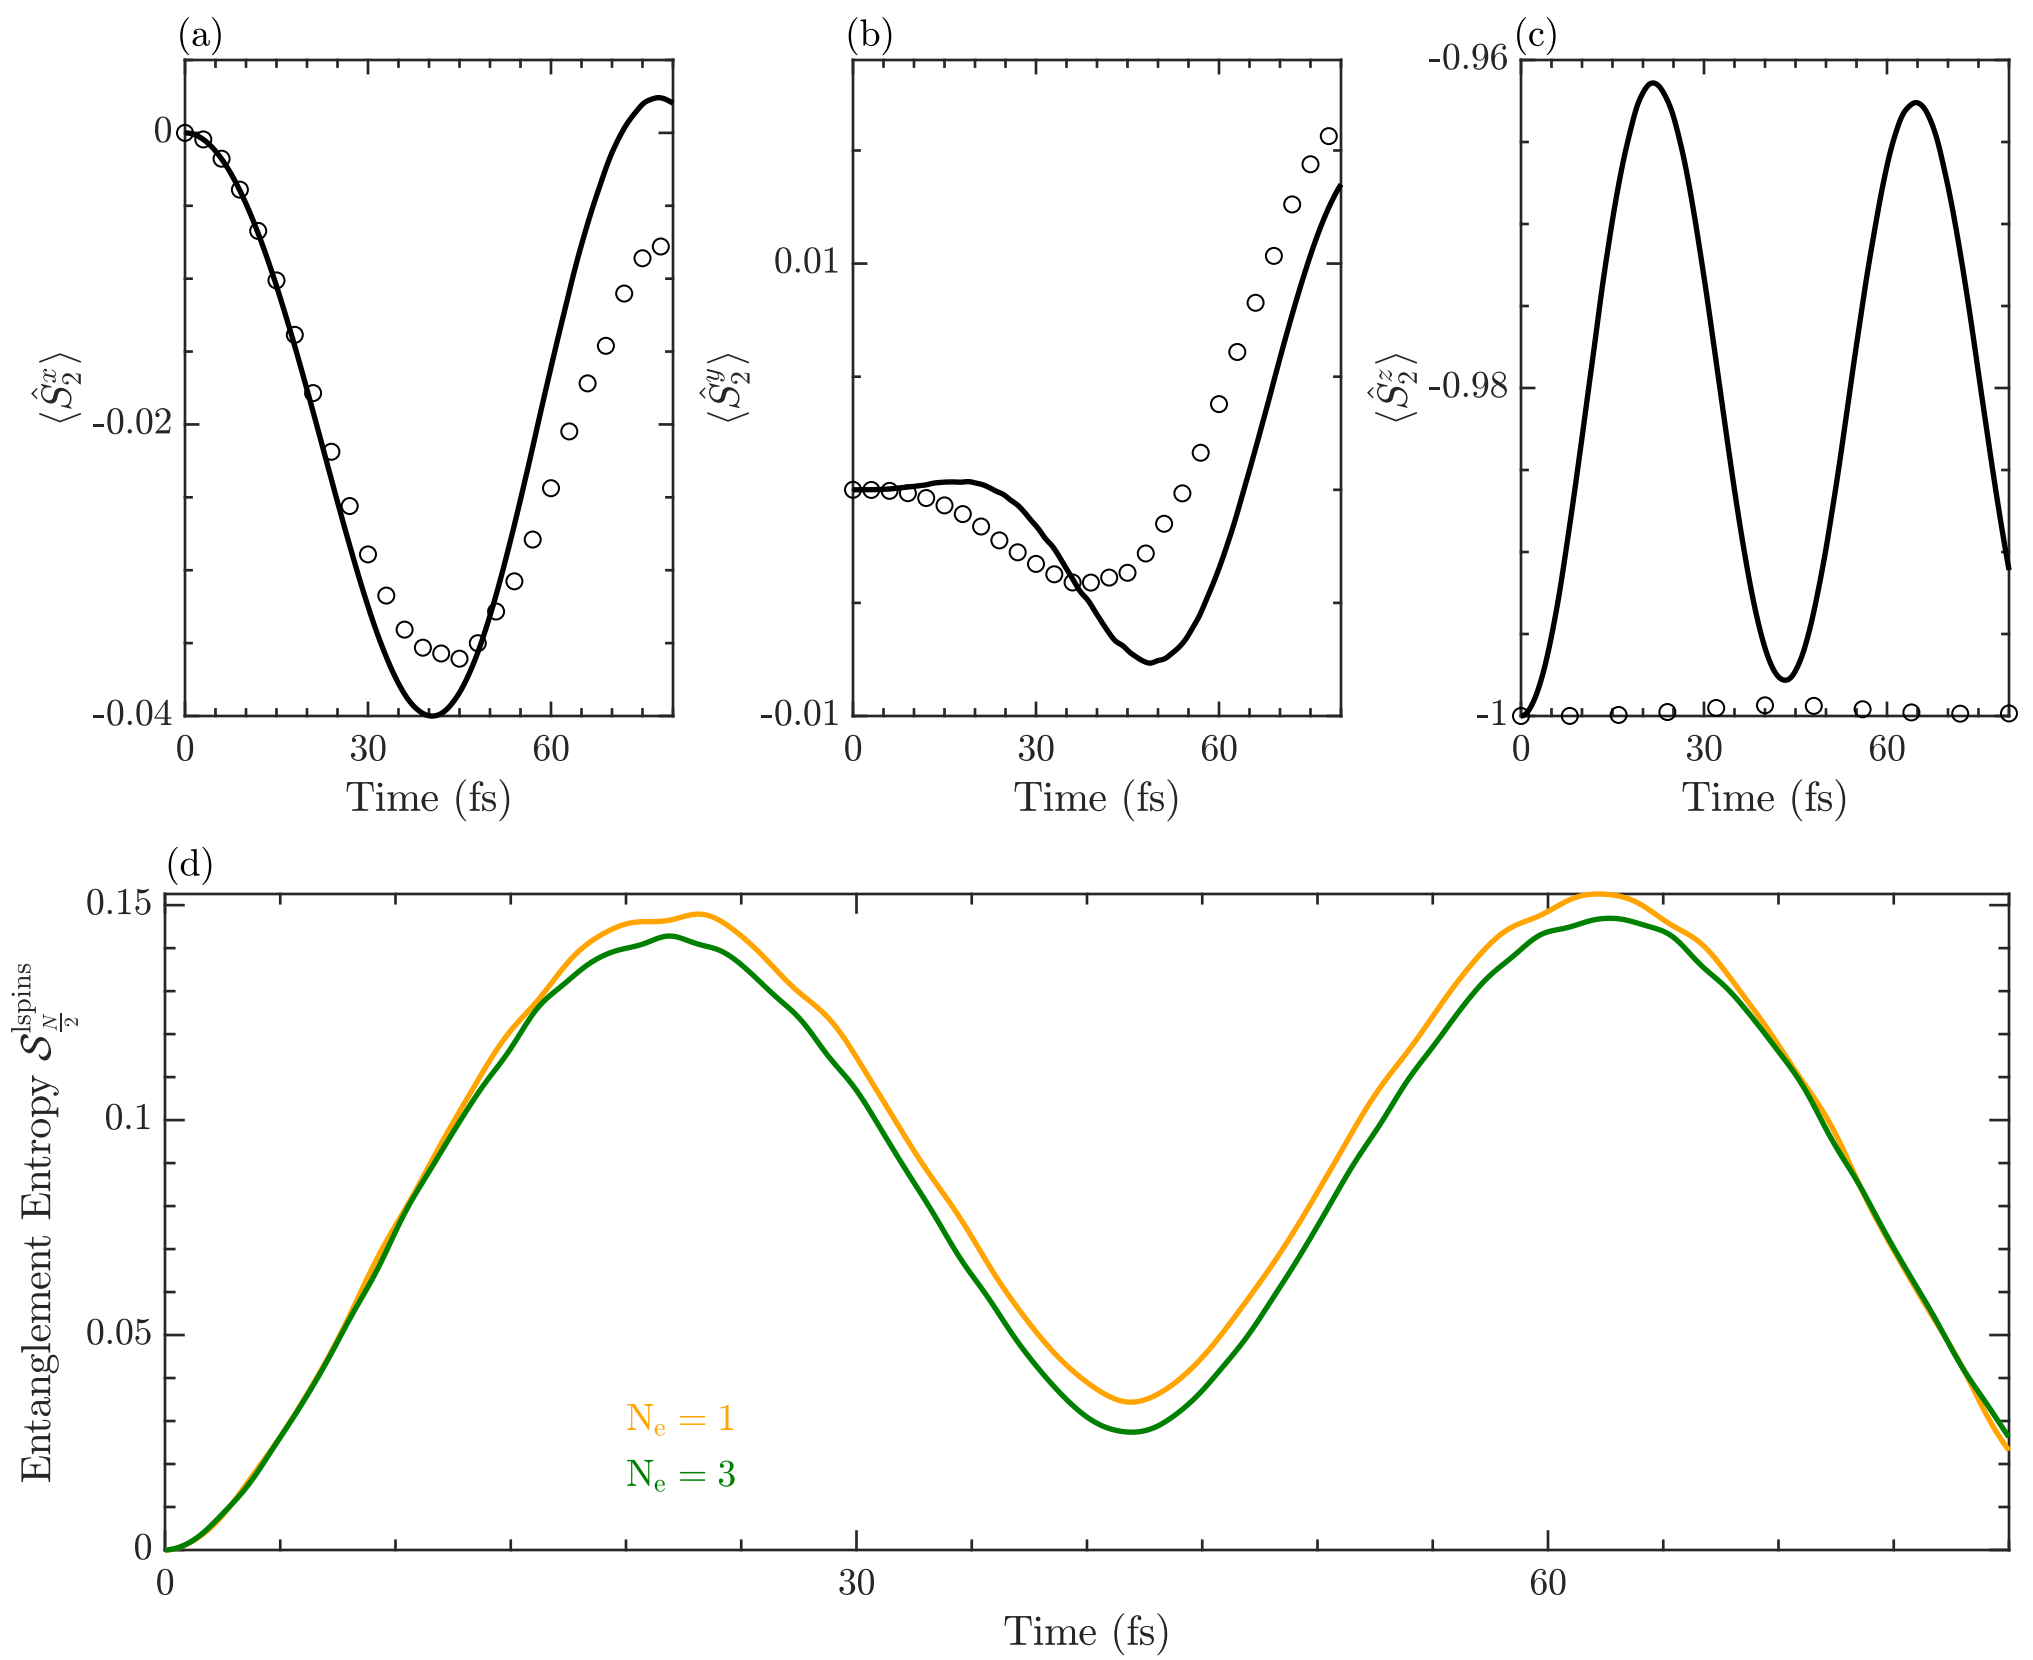 (a)
⟨Ŝ₂ˣ⟩
0
-0.02
-0.04
0 30 60
Time (fs)
(b)
⟨Ŝ₂ʸ⟩
0.01
-0.01
0 30 60
Time (fs)
(c)
⟨Ŝ₂ᶻ⟩
-0.96
-0.98
-1
0 30 60
Time (fs)
(d)
Entanglement Entropy 𝒮^{lspins}_{N/2}
0.15
0.1
0.05
0
Nₑ = 1
Nₑ = 3
0 30 60
Time (fs)